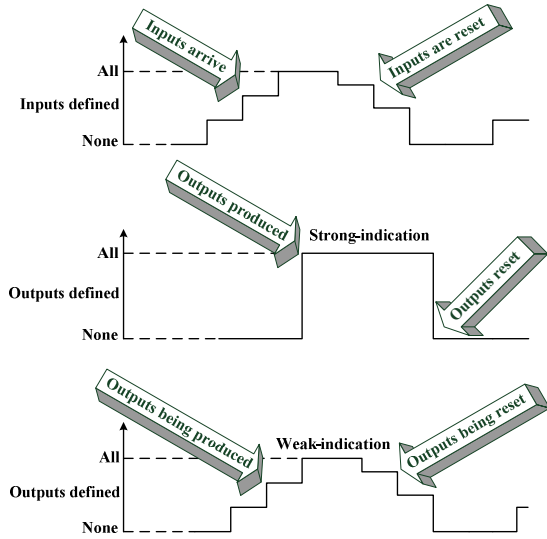 Inputs arrive
Inputs are reset
All
Inputs defined
None
Outputs produced
Strong-indication
All
Outputs reset
Outputs defined
None
Outputs being produced
Weak-indication
Outputs being reset
All
Outputs defined
None